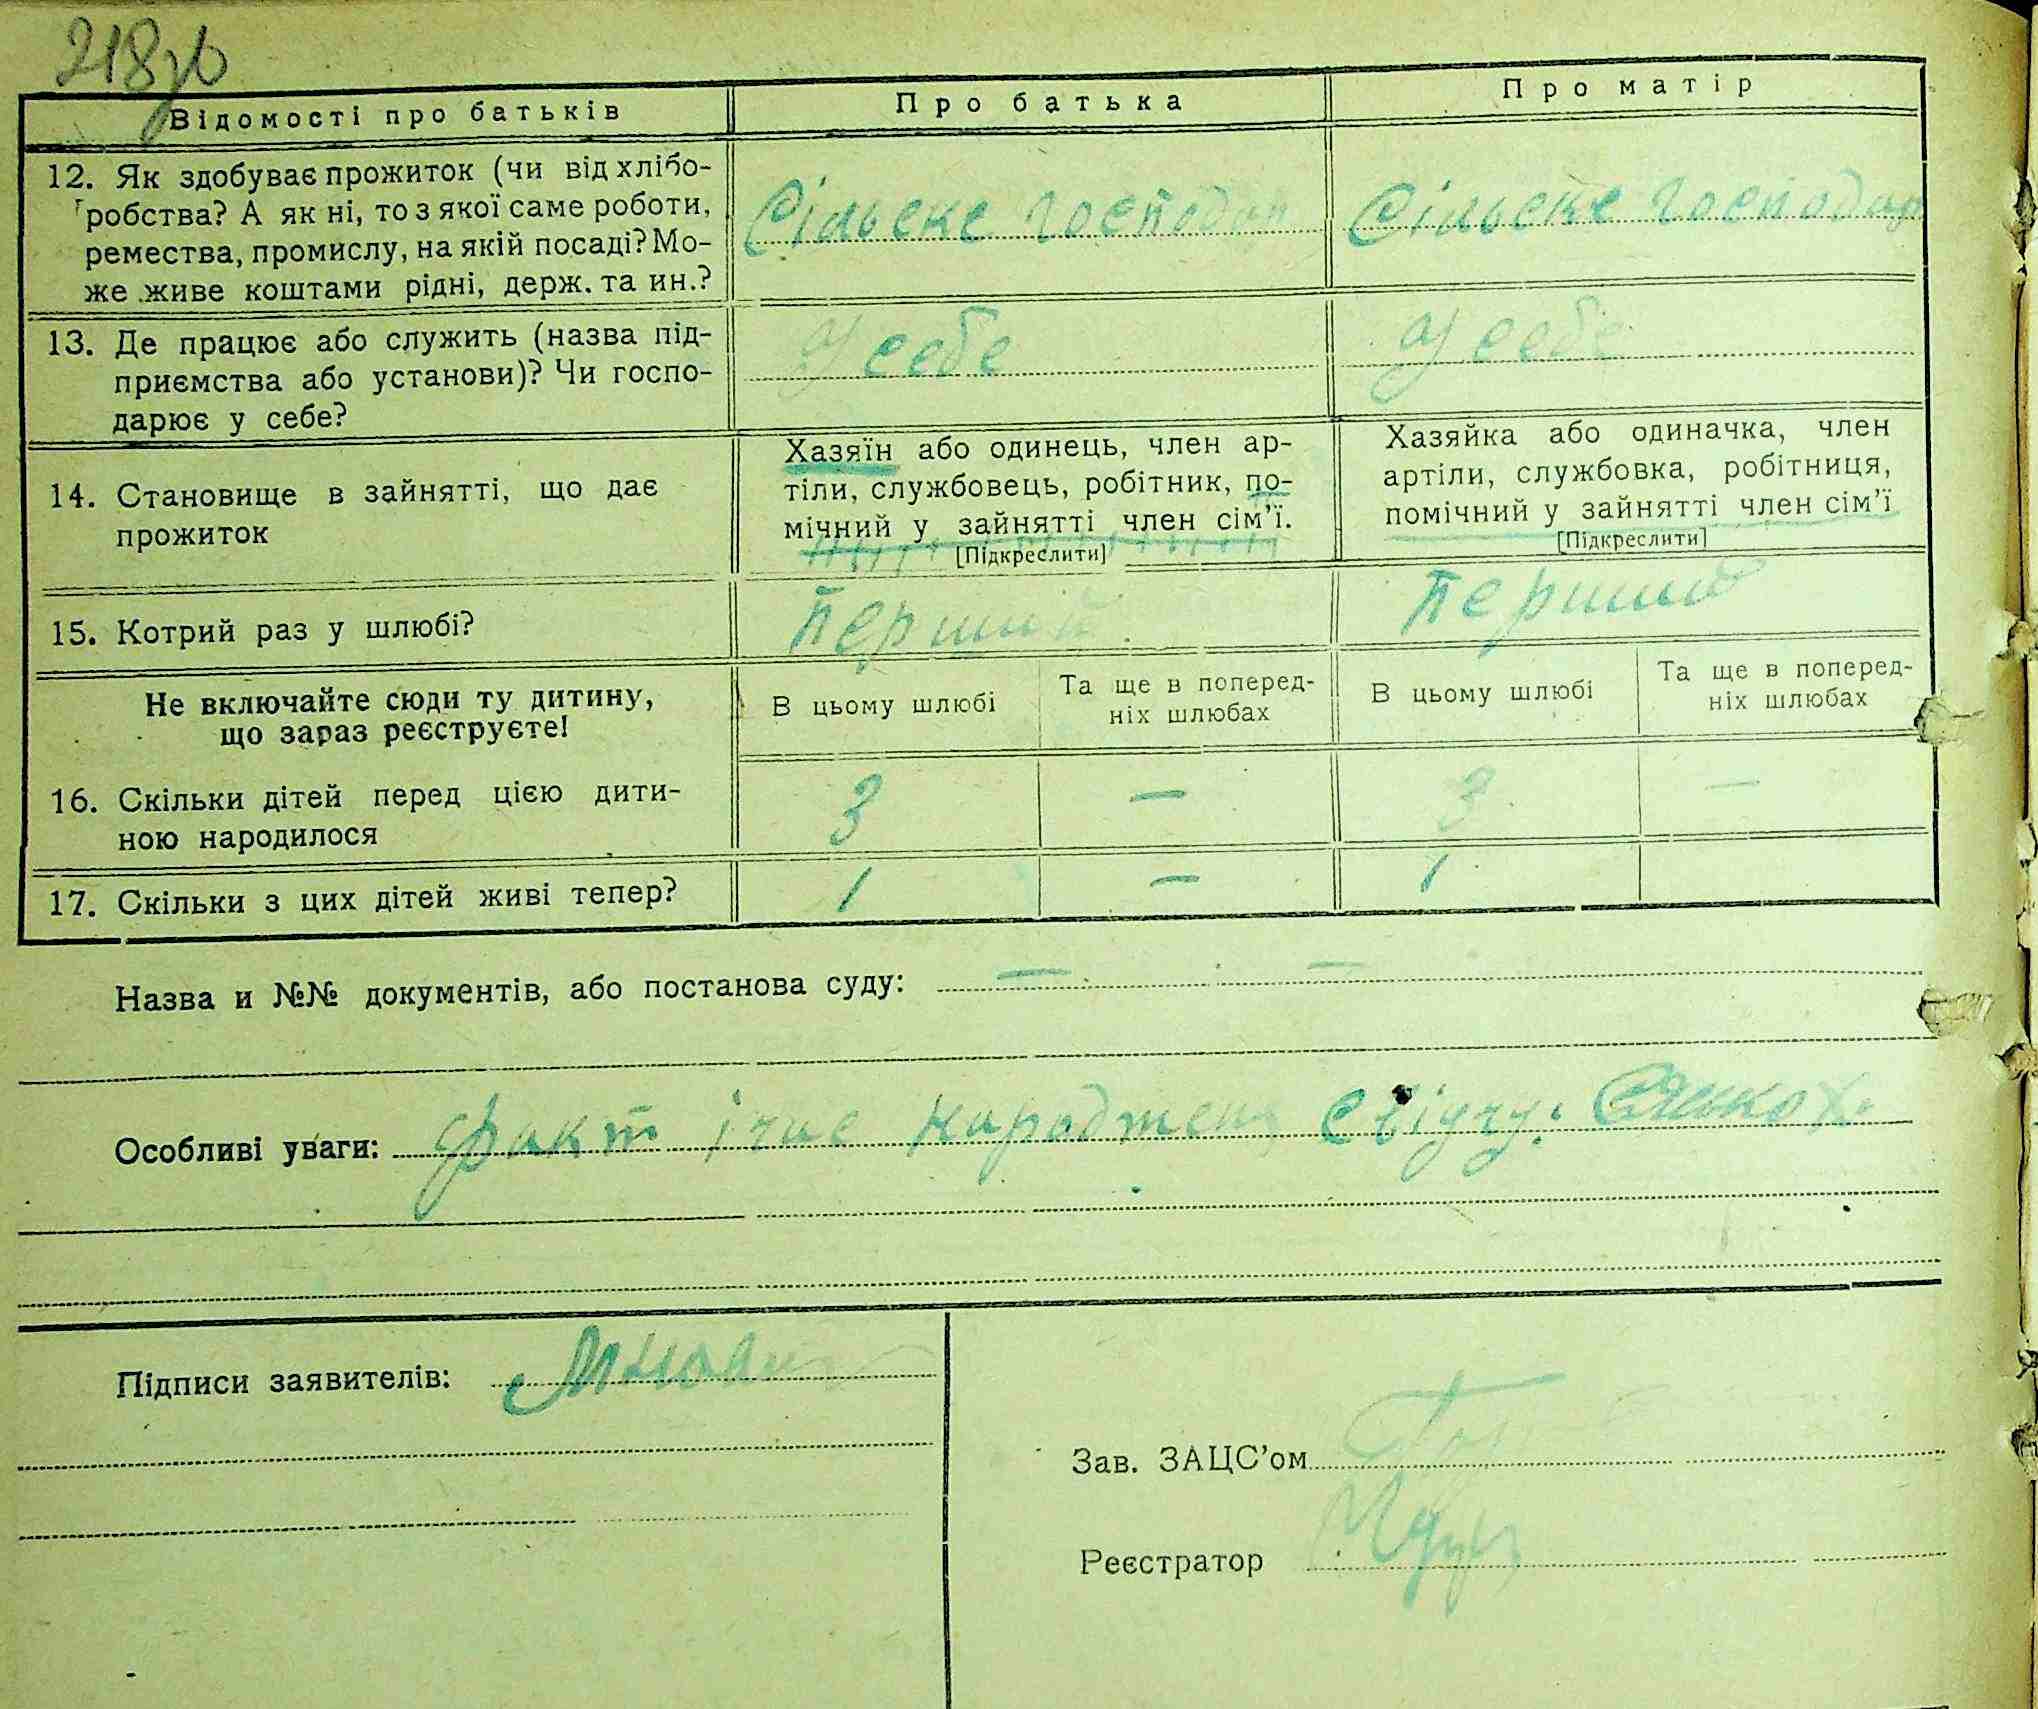 218зв
Відомості про батьків
Про батька
Про матір
12. Як здобуває прожиток (чи від хлібо-
робства? А як ні, то з якої саме роботи,
ремества, промислу, на якій посаді? Мо-
же живе коштами рідні, держ. та ин.?
Сільске господар
Сільске господар
13. Де працює або служить (назва під-
приємства або установи)? Чи госпо-
дарює у себе?
у себе
у себе
14. Становище в зайнятті, що дає
прожиток
Хазяїн або одинець, член ар-
тіли, службовець, робітник, по-
мічний у зайнятті член сім’ї.
[Підкреслити]
Хазяйка або одиначка, член
артіли, службовка, робітниця,
помічний у зайнятті член сім’ї
[Підкреслити]
15. Котрий раз у шлюбі?
Перший
Перший
Не включайте сюди ту дитину,
що зараз реєструєте!
В цьому шлюбі
Та ще в поперед-
ніх шлюбах
В цьому шлюбі
Та ще в поперед-
ніх шлюбах
16. Скільки дітей перед цією дити-
ною народилося
3 — 3 —
17. Скільки з цих дітей живі тепер?
1 — 1
Назва и №№ документів, або постанова суду: — —
Особливі уваги: факт і час народжен
Підписи заявителів:
Зав. ЗАЦС’ом
Реєстратор